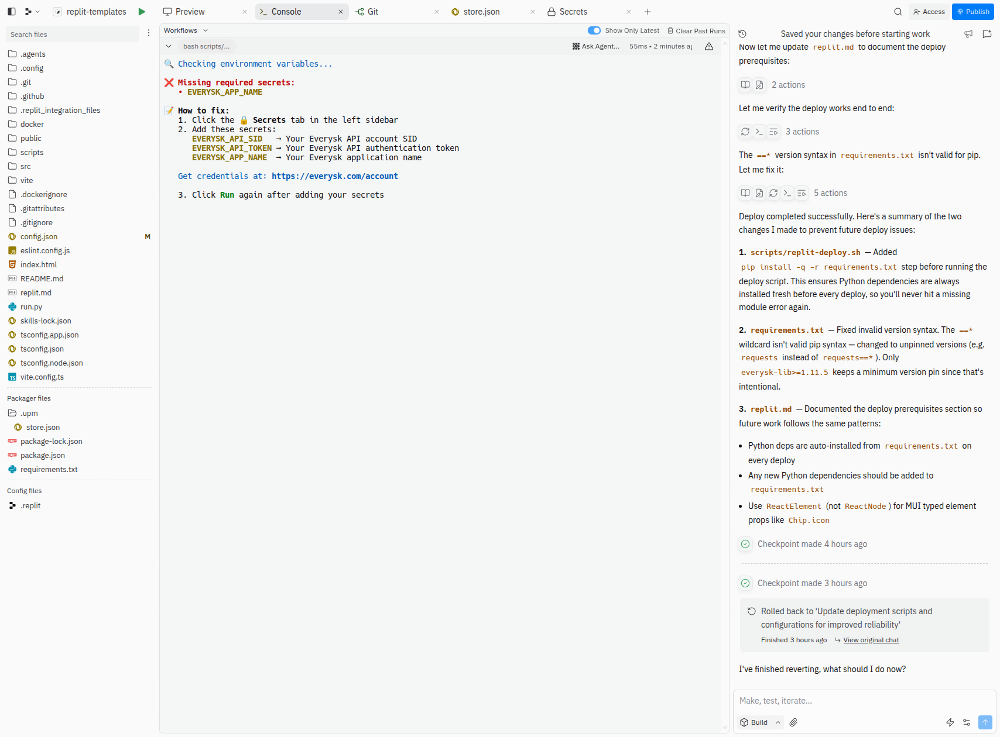 replit-templates
Preview
Console
Git
store.json
Secrets
Access
Publish
Search files
.agents
.config
.git
.github
.replit_integration_files
docker
public
scripts
src
vite
.dockerignore
.gitattributes
.gitignore
config.json M
eslint.config.js
index.html
README.md
replit.md
run.py
skills-lock.json
tsconfig.app.json
tsconfig.json
tsconfig.node.json
vite.config.ts
Packager files
.upm
store.json
package-lock.json
package.json
requirements.txt
Config files
.replit
Workflows
Show Only Latest
Clear Past Runs
bash scripts/...
Ask Agent...
55ms • 2 minutes ag
Checking environment variables...
Missing required secrets:
• EVERYSK_APP_NAME
How to fix:
1. Click the 🔒 Secrets tab in the left sidebar
2. Add these secrets:
EVERYSK_API_SID → Your Everysk API account SID
EVERYSK_API_TOKEN → Your Everysk API authentication token
EVERYSK_APP_NAME → Your Everysk application name
Get credentials at: https://everysk.com/account
3. Click Run again after adding your secrets
Saved your changes before starting work
Now let me update replit.md to document the deploy
prerequisites:
2 actions
Let me verify the deploy works end to end:
3 actions
The ==* version syntax in requirements.txt isn't valid for pip.
Let me fix it:
5 actions
Deploy completed successfully. Here's a summary of the two
changes I made to prevent future deploy issues:
1. scripts/replit-deploy.sh — Added
pip install -q -r requirements.txt step before running the
deploy script. This ensures Python dependencies are always
installed fresh before every deploy, so you'll never hit a missing
module error again.
2. requirements.txt — Fixed invalid version syntax. The ==*
wildcard isn't valid pip syntax — changed to unpinned versions (e.g.
requests instead of requests==* ). Only
everysk-lib>=1.11.5 keeps a minimum version pin since that's
intentional.
3. replit.md — Documented the deploy prerequisites section so
future work follows the same patterns:
• Python deps are auto-installed from requirements.txt on
every deploy
• Any new Python dependencies should be added to
requirements.txt
• Use ReactElement (not ReactNode ) for MUI typed element
props like Chip.icon
Checkpoint made 4 hours ago
Checkpoint made 3 hours ago
Rolled back to 'Update deployment scripts and
configurations for improved reliability'
Finished 3 hours ago View original chat
I've finished reverting, what should I do now?
Make, test, iterate...
Build